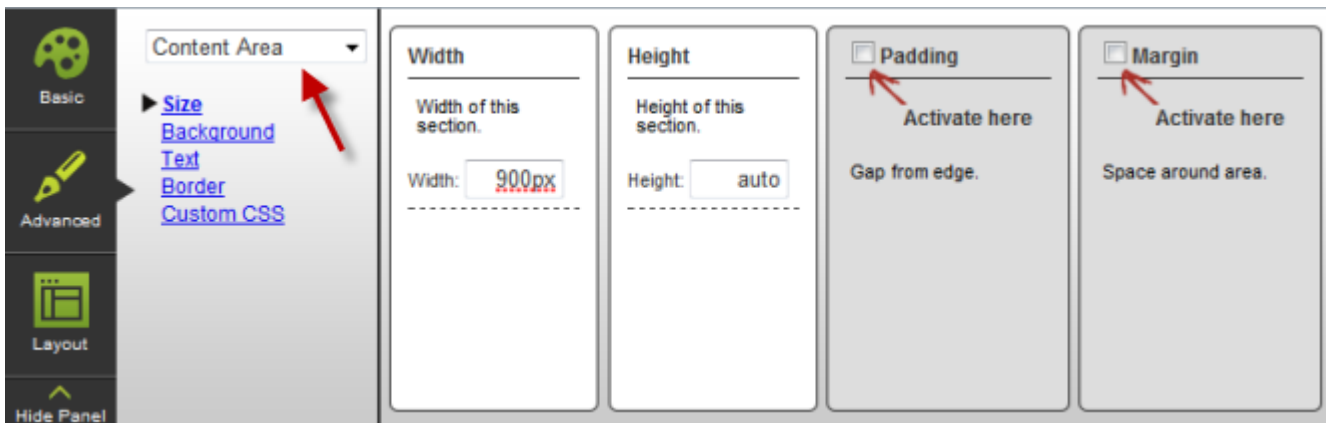 Basic
Advanced
Layout
Hide Panel
Content Area
Size
Background
Text
Border
Custom CSS
Width
Width of this
section.
Width: 900px
Height
Height of this
section.
Height: auto
Padding
Activate here
Gap from edge.
Margin
Activate here
Space around area.